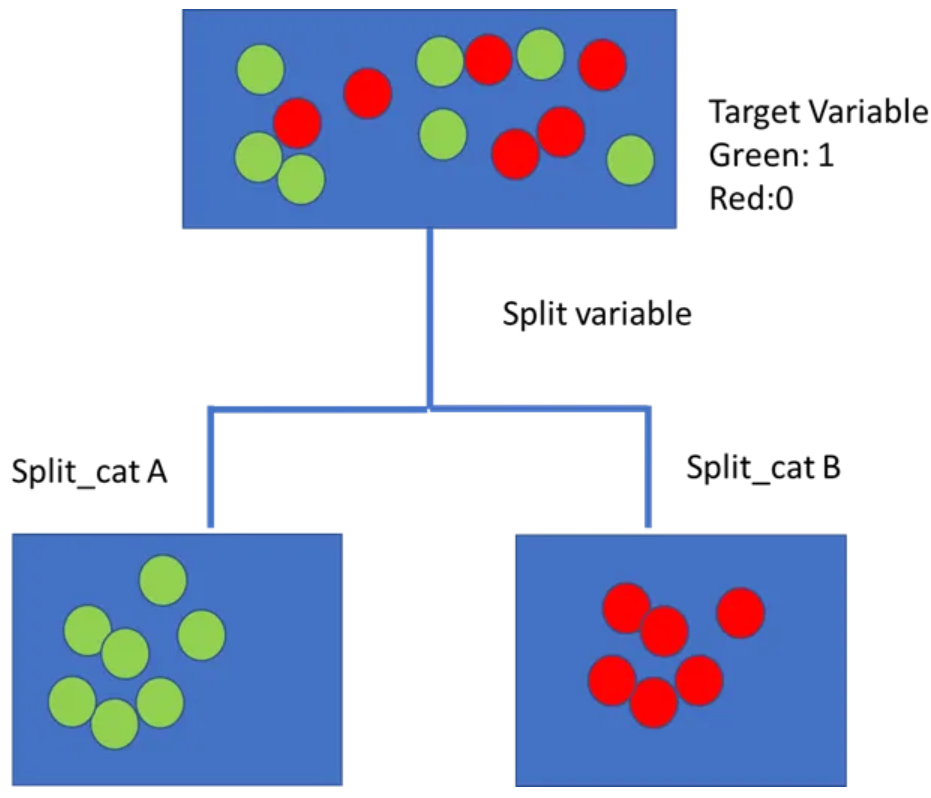 Target Variable
Green: 1
Red:0
Split variable
Split_cat A
Split_cat B